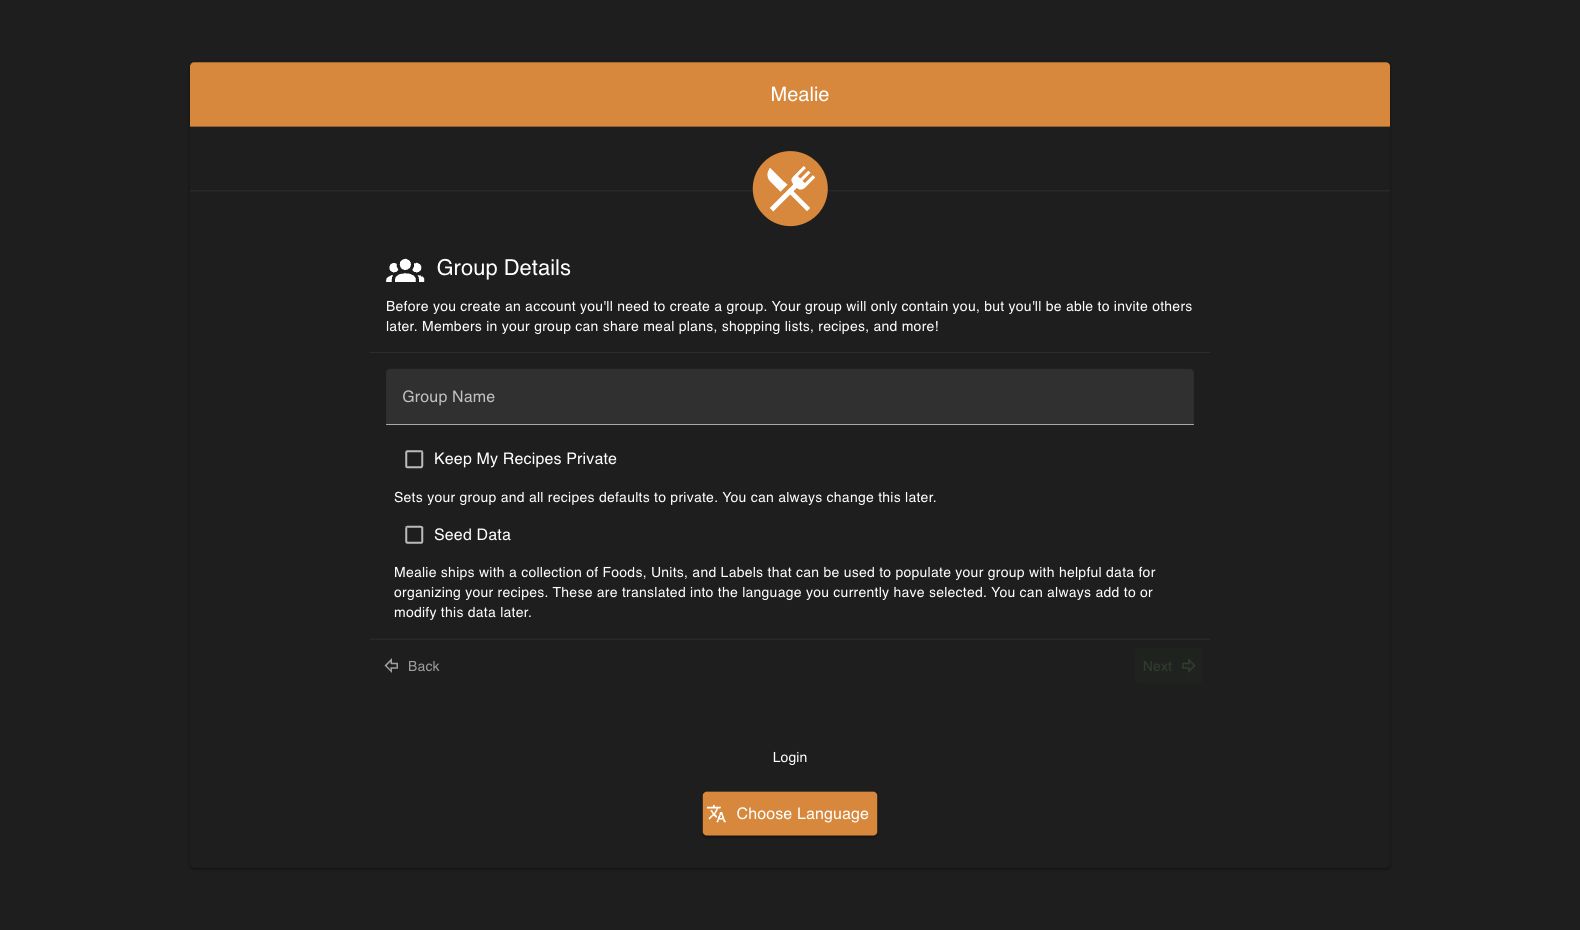 Mealie
Group Details
Before you create an account you'll need to create a group. Your group will only contain you, but you'll be able to invite others
later. Members in your group can share meal plans, shopping lists, recipes, and more!
Group Name
Keep My Recipes Private
Sets your group and all recipes defaults to private. You can always change this later.
Seed Data
Mealie ships with a collection of Foods, Units, and Labels that can be used to populate your group with helpful data for
organizing your recipes. These are translated into the language you currently have selected. You can always add to or
modify this data later.
Back
Next
Login
Choose Language